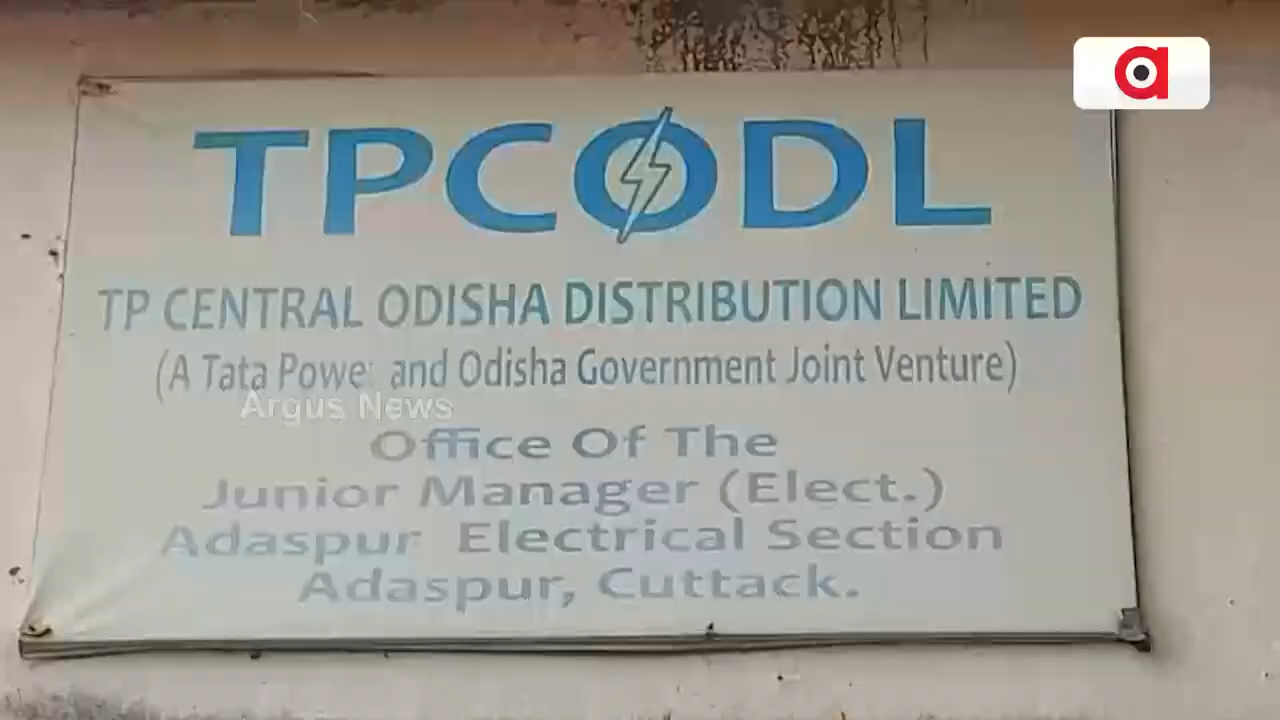 TPCODL
TP CENTRAL ODISHA DISTRIBUTION LIMITED
(A Tata Power and Odisha Government Joint Venture)
Argus News
Office Of The
Junior Manager (Elect.)
Adaspur Electrical Section
Adaspur, Cuttack.